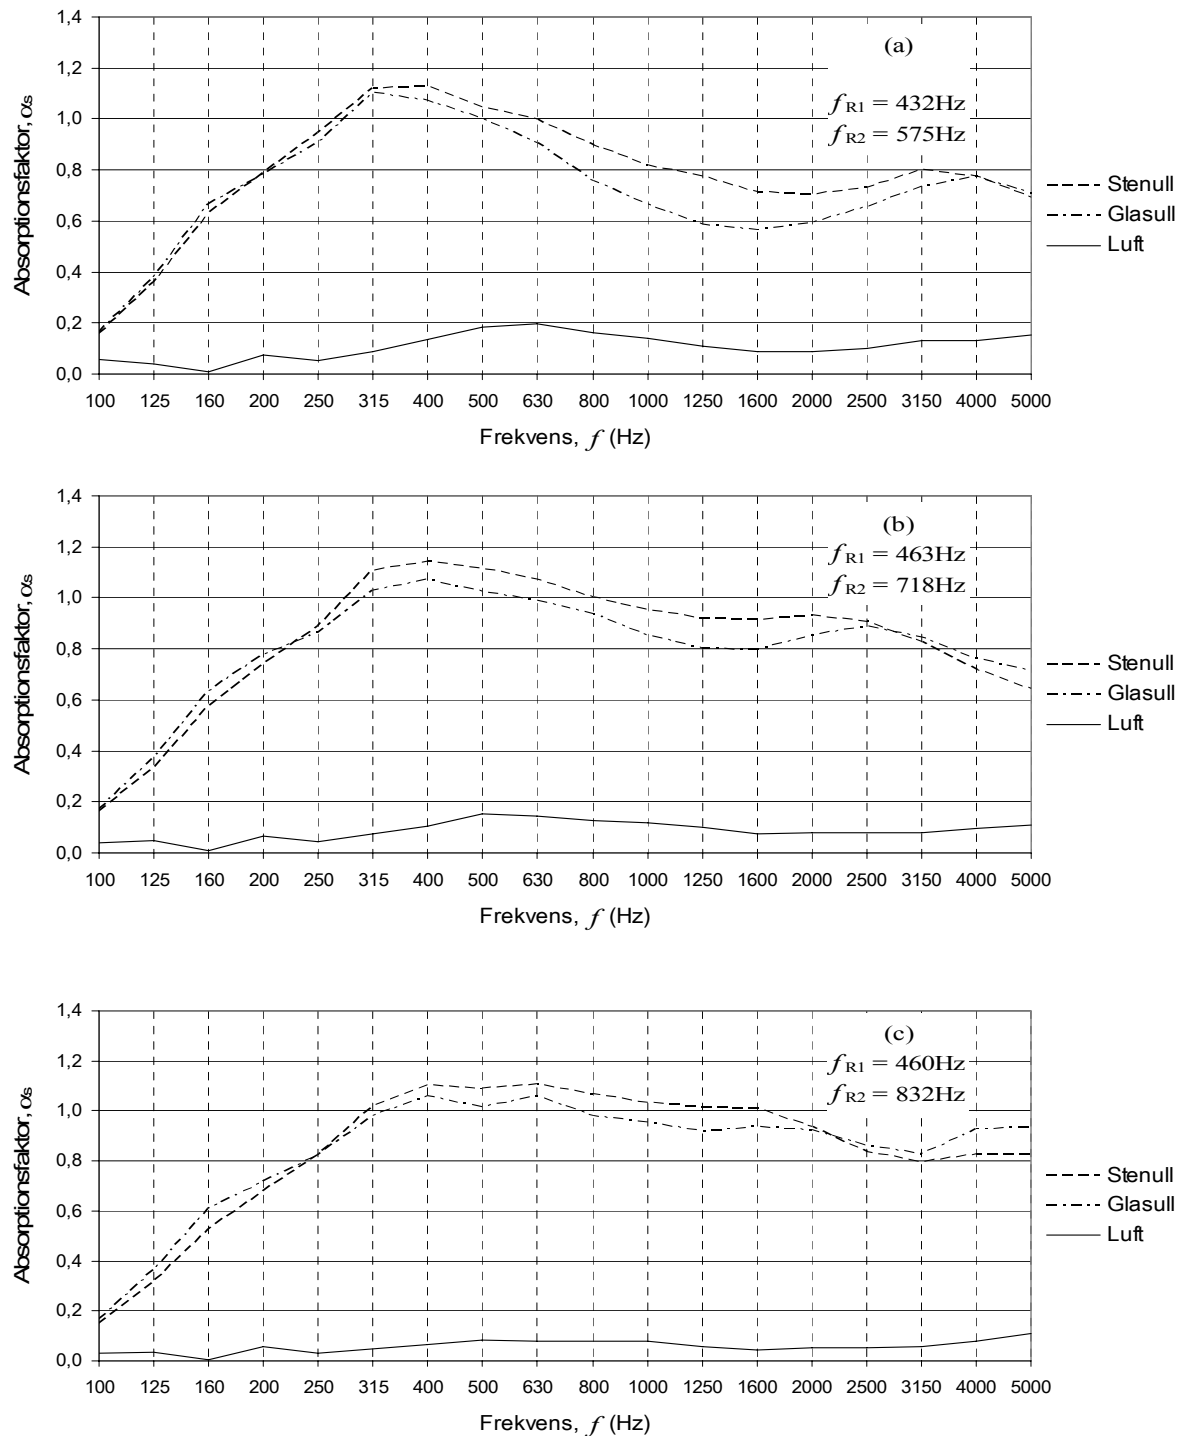 1,4
(a)
1,2
f R1 = 432Hz
1,0
f R2 = 575Hz
0,8
Stenull
Glasull
0,6
Luft
0,4
0,2
0,0
Absorptionsfaktor, αs
100 125 160 200 250 315 400 500 630 800 1000 1250 1600 2000 2500 3150 4000 5000
Frekvens, f (Hz)
1,4
(b)
1,2
f R1 = 463Hz
1,0
f R2 = 718Hz
0,8
Stenull
Glasull
0,6
Luft
0,4
0,2
0,0
Absorptionsfaktor, αs
100 125 160 200 250 315 400 500 630 800 1000 1250 1600 2000 2500 3150 4000 5000
Frekvens, f (Hz)
1,4
(c)
1,2
f R1 = 460Hz
1,0
f R2 = 832Hz
0,8
Stenull
Glasull
0,6
Luft
0,4
0,2
0,0
Absorptionsfaktor, αs
100 125 160 200 250 315 400 500 630 800 1000 1250 1600 2000 2500 3150 4000 5000
Frekvens, f (Hz)